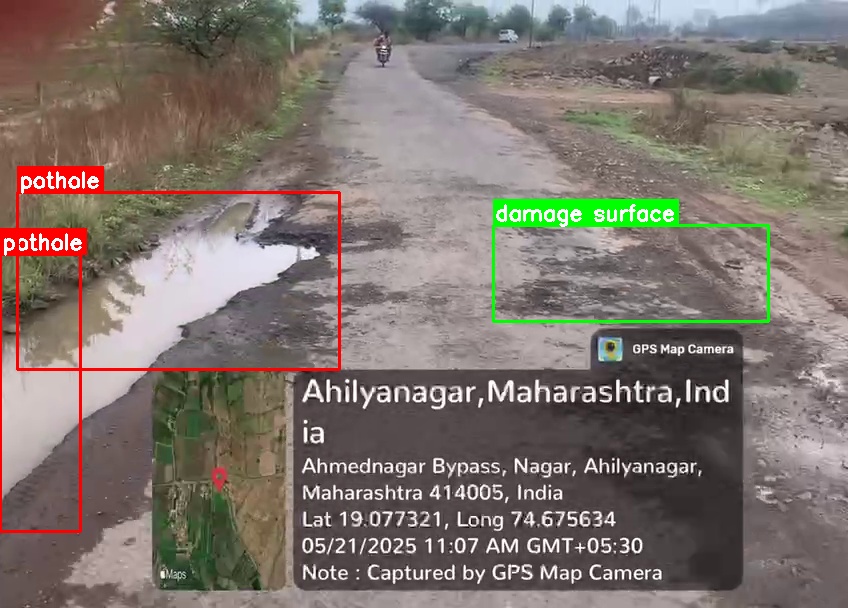 pothole
pothole
damage surface
GPS Map Camera
Ahilyanagar,Maharashtra,Ind
ia
Ahmednagar Bypass, Nagar, Ahilyanagar,
Maharashtra 414005, India
Lat 19.077321, Long 74.675634
05/21/2025 11:07 AM GMT+05:30
Note : Captured by GPS Map Camera
Maps